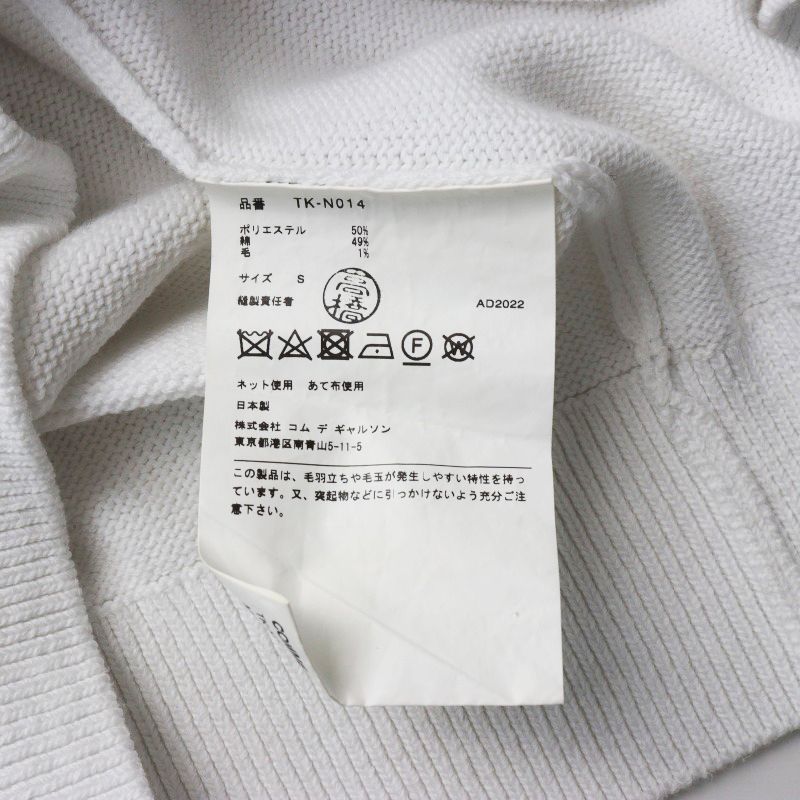 品番 TK-N014
ポリエステル 50%
綿 49%
毛 1%
サイズ S
縫製責任者 高橋 AD2022
F W
ネット使用 あて布使用
日本製
株式会社 コム デ ギャルソン
東京都港区南青山5-11-5
この製品は、毛羽立ちや毛玉が発生しやすい特性を持っ
ています。又、突起物などに引っかけないよう充分ご注
意下さい。
COMME